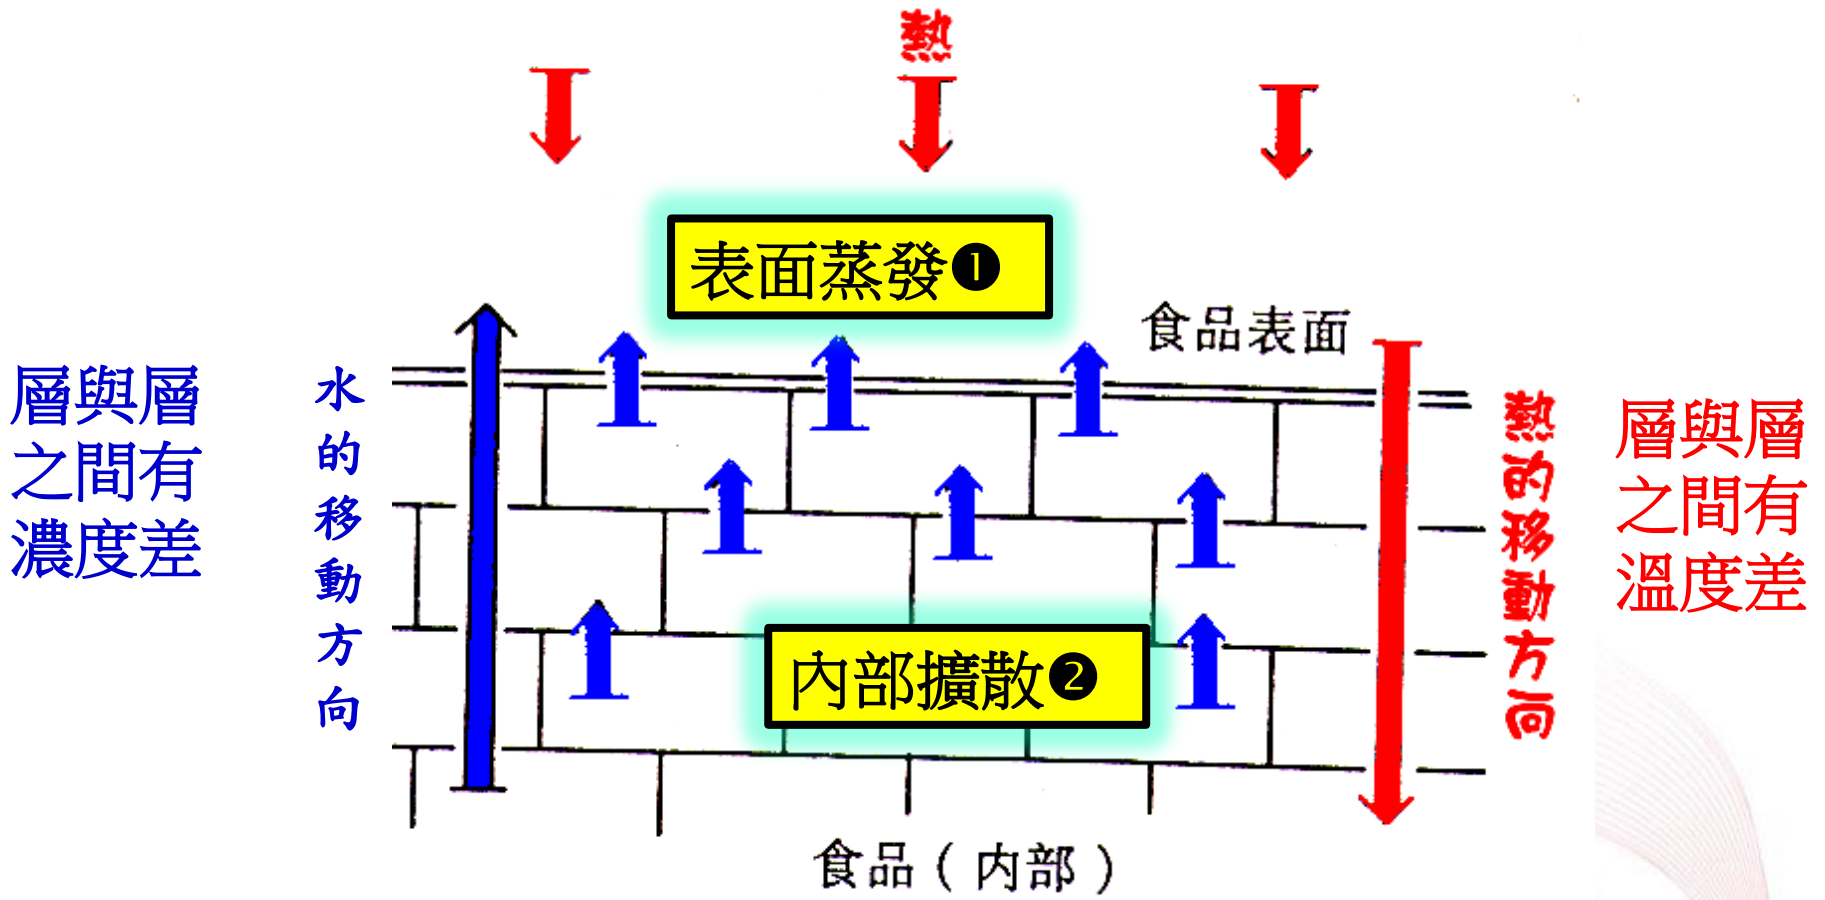 熱
表面蒸發❶
食品表面
層與層
之間有
濃度差
水的移動方向
熱的移動方向
層與層
之間有
溫度差
內部擴散❷
食品(內部)